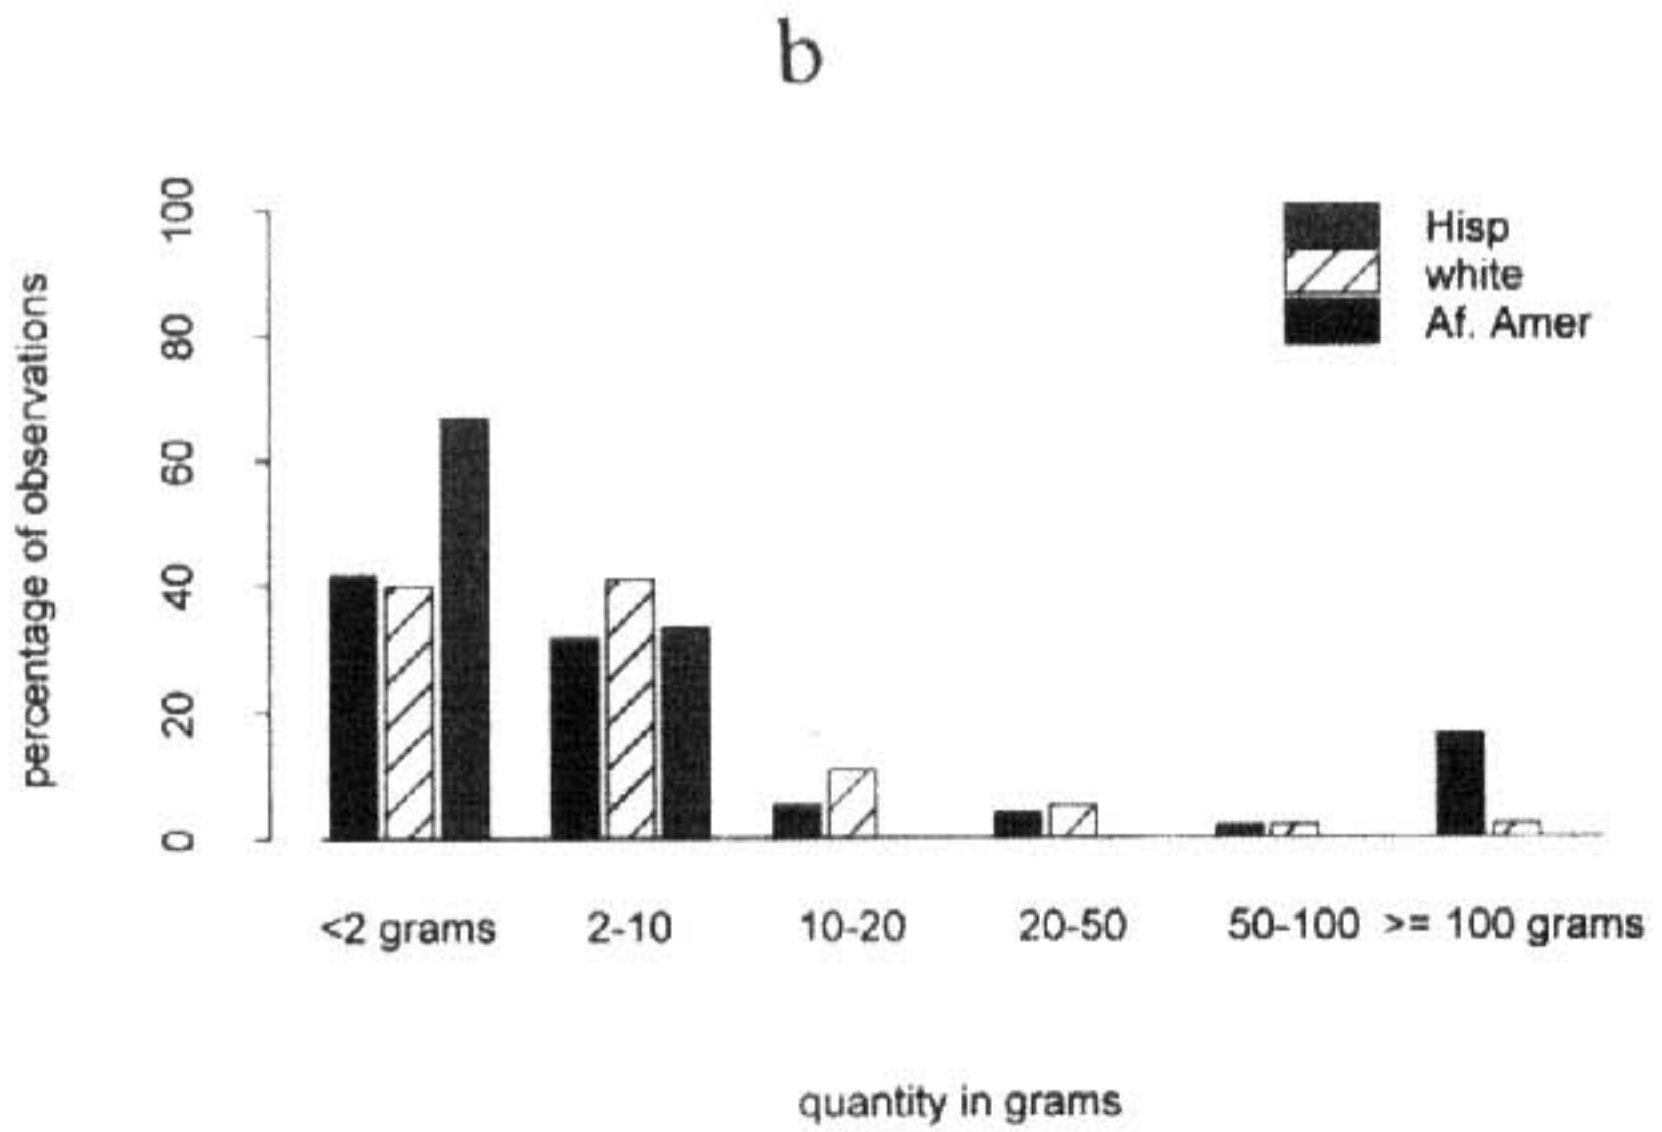 b
percentage of observations
100
80
60
40
20
0
Hisp
white
Af. Amer
<2 grams 2-10 10-20 20-50 50-100 >= 100 grams
quantity in grams